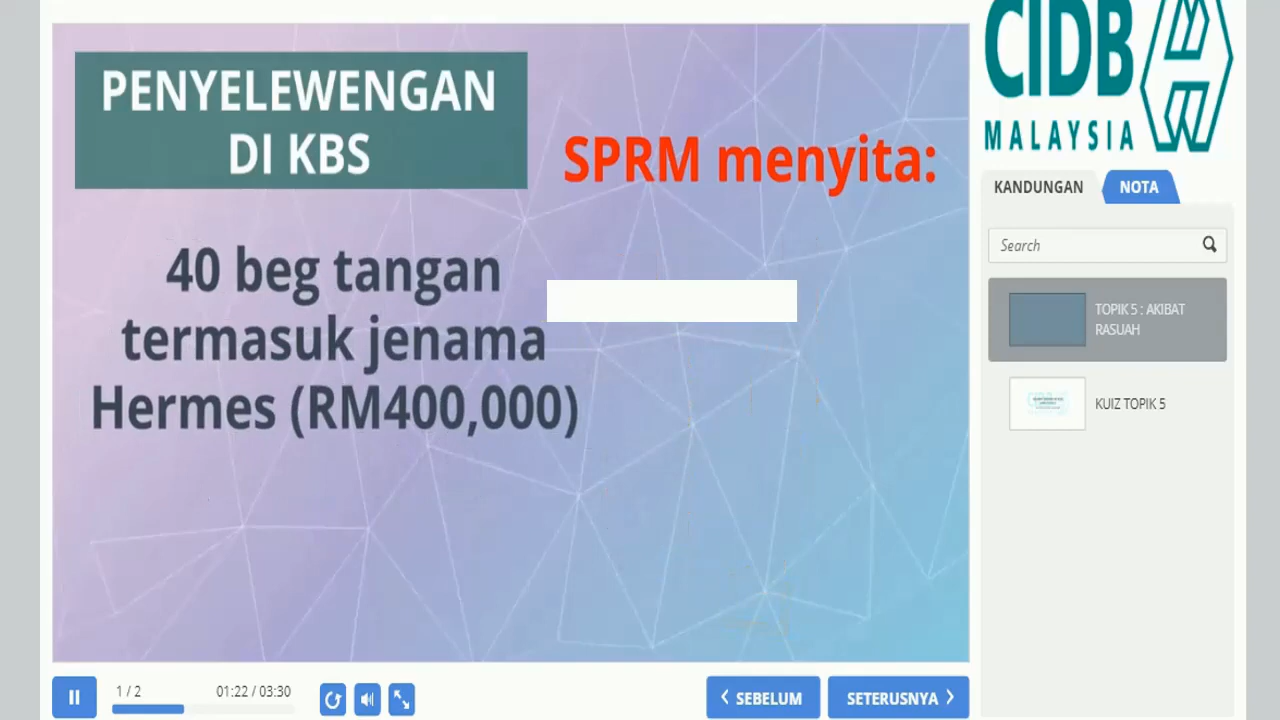 PENYELEWENGAN
DI KBS
SPRM menyita:
40 beg tangan
termasuk jenama
Hermes (RM400,000)
CIDB
MALAYSIA
KANDUNGAN
NOTA
Search
TOPIK 5 : AKIBAT
RASUAH
KUIZ TOPIK 5
1 / 2
01:22 / 03:30
SEBELUM
SETERUSNYA